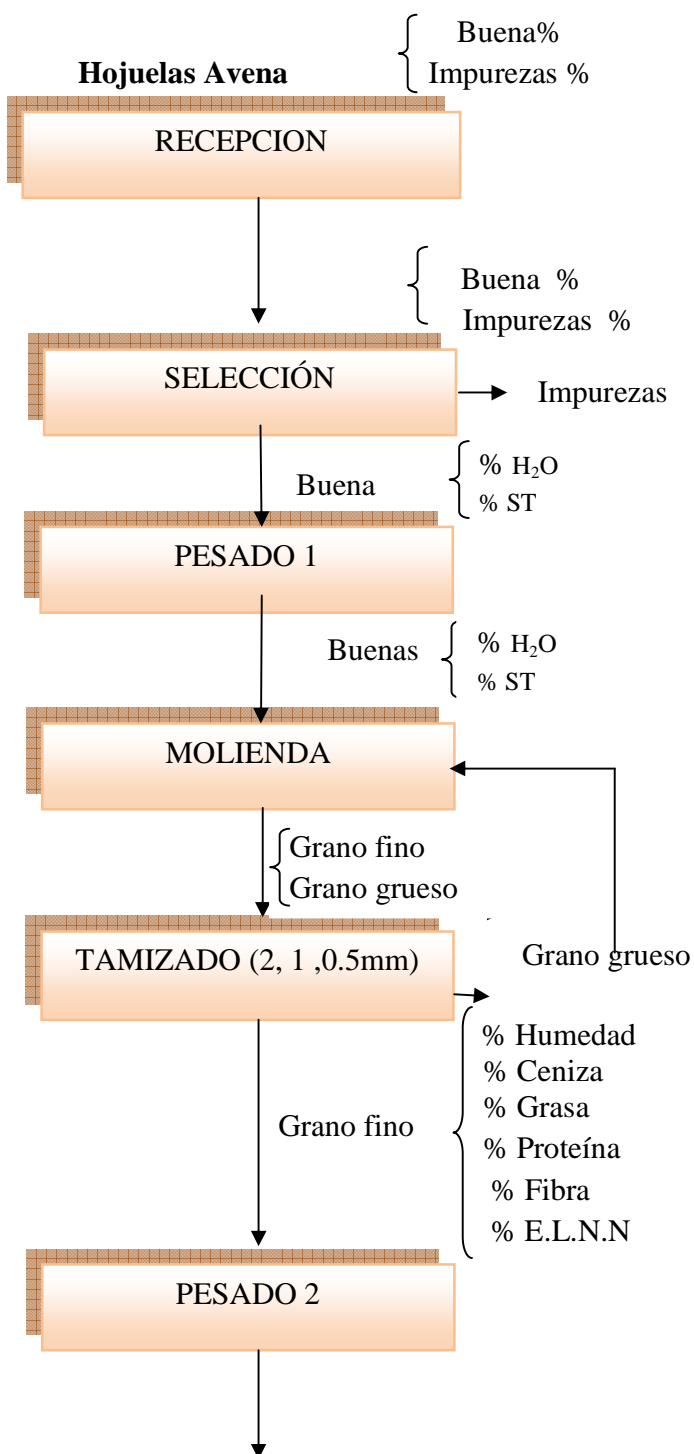 Buena%
Hojuelas Avena
Impurezas %
RECEPCION
Buena %
Impurezas %
SELECCIÓN
Impurezas
Buena
% H₂O
% ST
PESADO 1
Buenas
% H₂O
% ST
MOLIENDA
Grano fino
Grano grueso
TAMIZADO (2, 1 ,0.5mm)
Grano grueso
% Humedad
% Ceniza
% Grasa
Grano fino
% Proteína
% Fibra
% E.L.N.N
PESADO 2